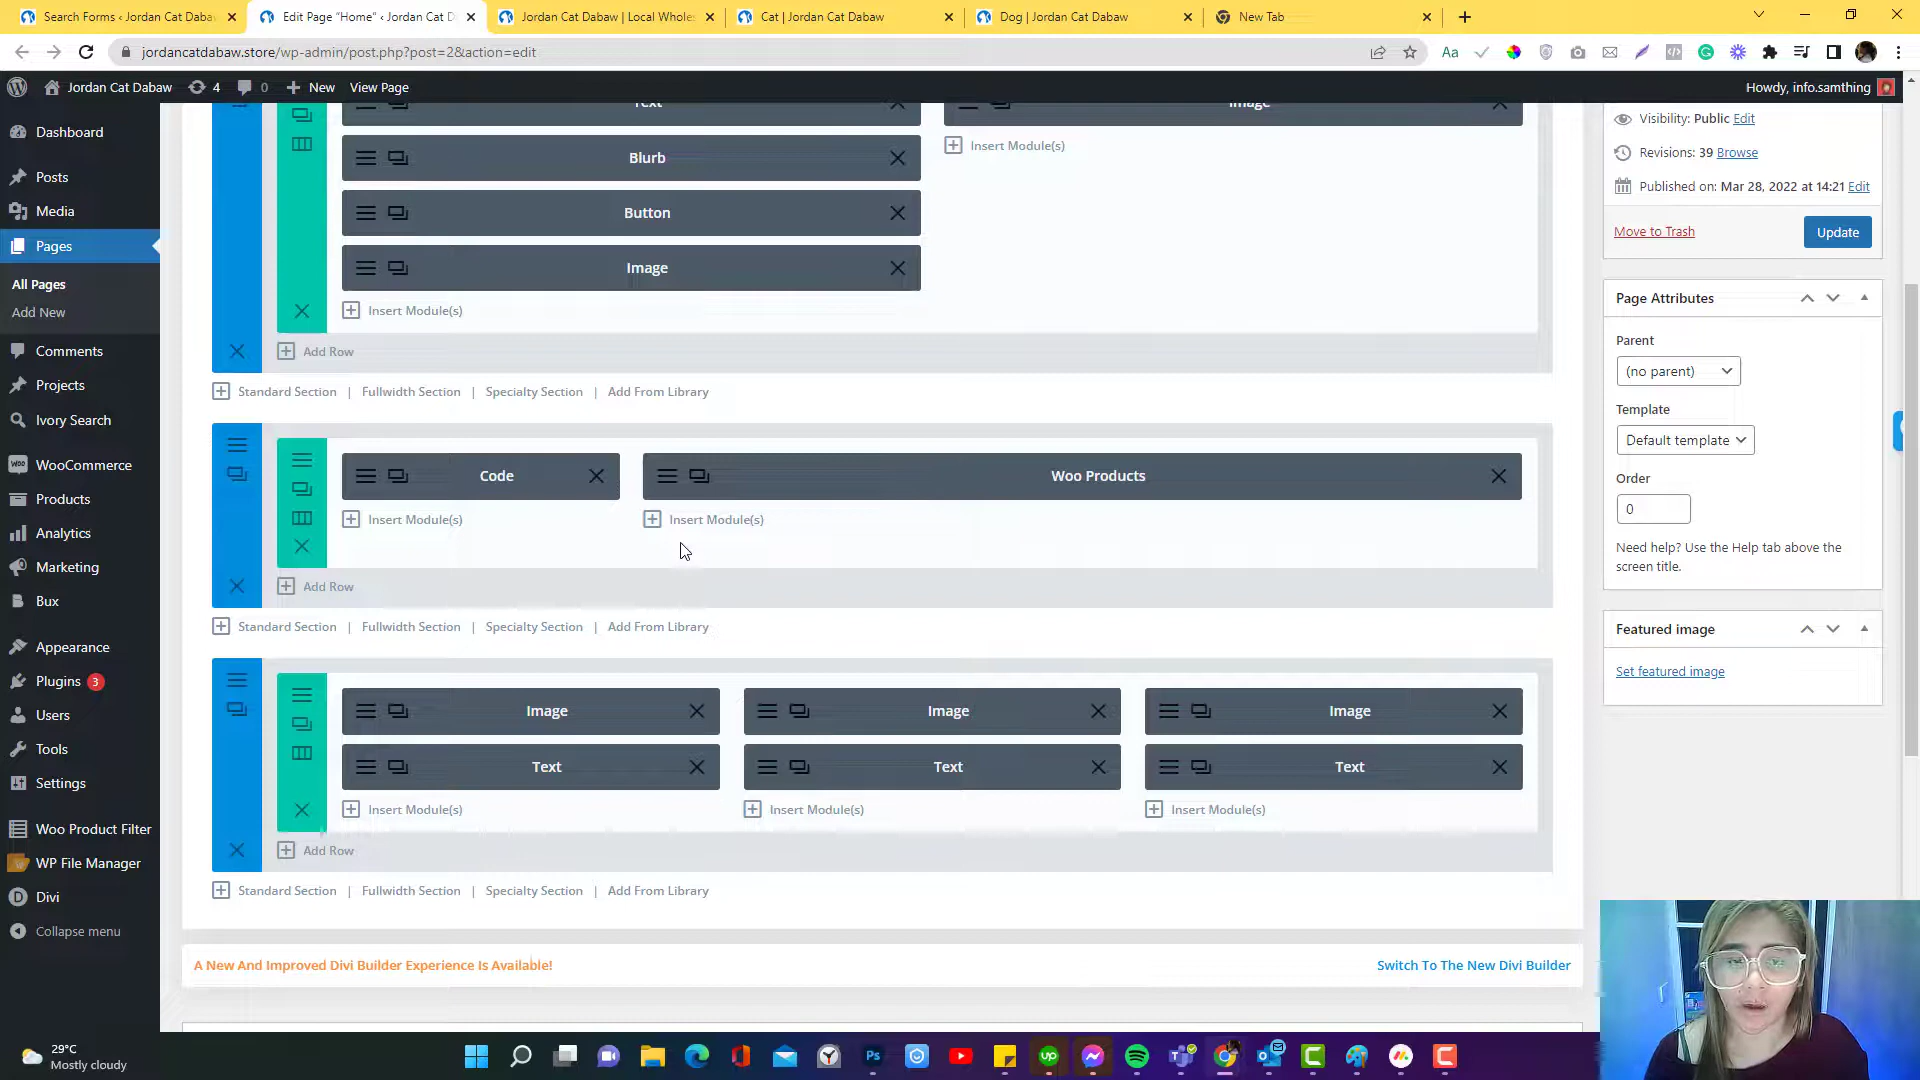 Search Forms ‹ Jordan Cat Dabaw
Edit Page “Home” ‹ Jordan Cat D
Jordan Cat Dabaw | Local Whole
Cat | Jordan Cat Dabaw
Dog | Jordan Cat Dabaw
New Tab
jordancatdabaw.store/wp-admin/post.php?post=2&action=edit
Jordan Cat Dabaw
4
0
New
View Page
Howdy, info.samthing
Dashboard
Posts
Media
Pages
All Pages
Add New
Comments
Projects
Ivory Search
WooCommerce
Products
Analytics
Marketing
Bux
Appearance
Plugins 3
Users
Tools
Settings
Woo Product Filter
WP File Manager
Divi
Collapse menu
Text
Image
Blurb
Insert Module(s)
Button
Image
Insert Module(s)
Add Row
Standard Section | Fullwidth Section | Specialty Section | Add From Library
Code
Woo Products
Insert Module(s)
Insert Module(s)
Add Row
Standard Section | Fullwidth Section | Specialty Section | Add From Library
Image
Image
Image
Text
Text
Text
Insert Module(s)
Insert Module(s)
Insert Module(s)
Add Row
Standard Section | Fullwidth Section | Specialty Section | Add From Library
A New And Improved Divi Builder Experience Is Available!
Switch To The New Divi Builder
Visibility: Public Edit
Revisions: 39 Browse
Published on: Mar 28, 2022 at 14:21 Edit
Move to Trash
Update
Page Attributes
Parent
(no parent)
Template
Default template
Order
0
Need help? Use the Help tab above the
screen title.
Featured image
Set featured image
29°C
Mostly cloudy